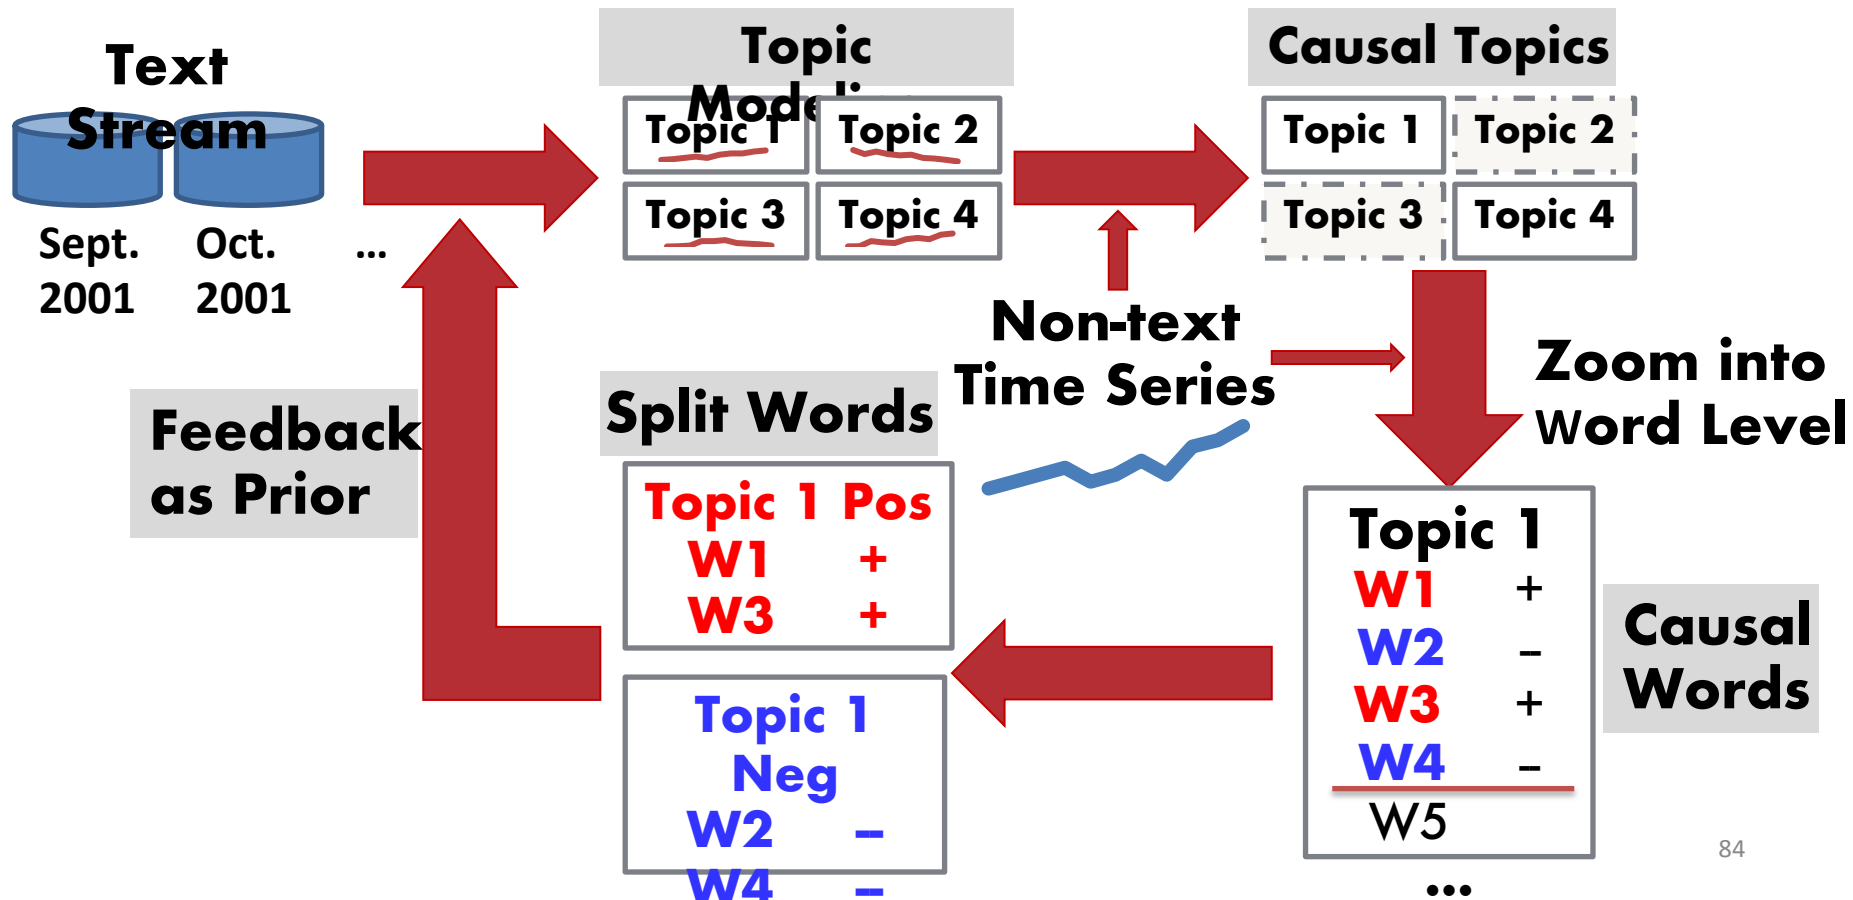 Text
Stream
Sept.
2001
Oct.
2001
...
Topic
Topic 1
Topic 2
Topic 3
Topic 4
Causal Topics
Topic 1
Topic 2
Topic 3
Topic 4
Non-text
Time Series
Zoom into
Word Level
Feedback
as Prior
Split Words
Topic 1 Pos
W1 +
W3 +
Topic 1
Neg
W2 –
W4 –
Topic 1
W1 +
W2 –
W3 +
W4 –
W5
...
Causal
Words
84